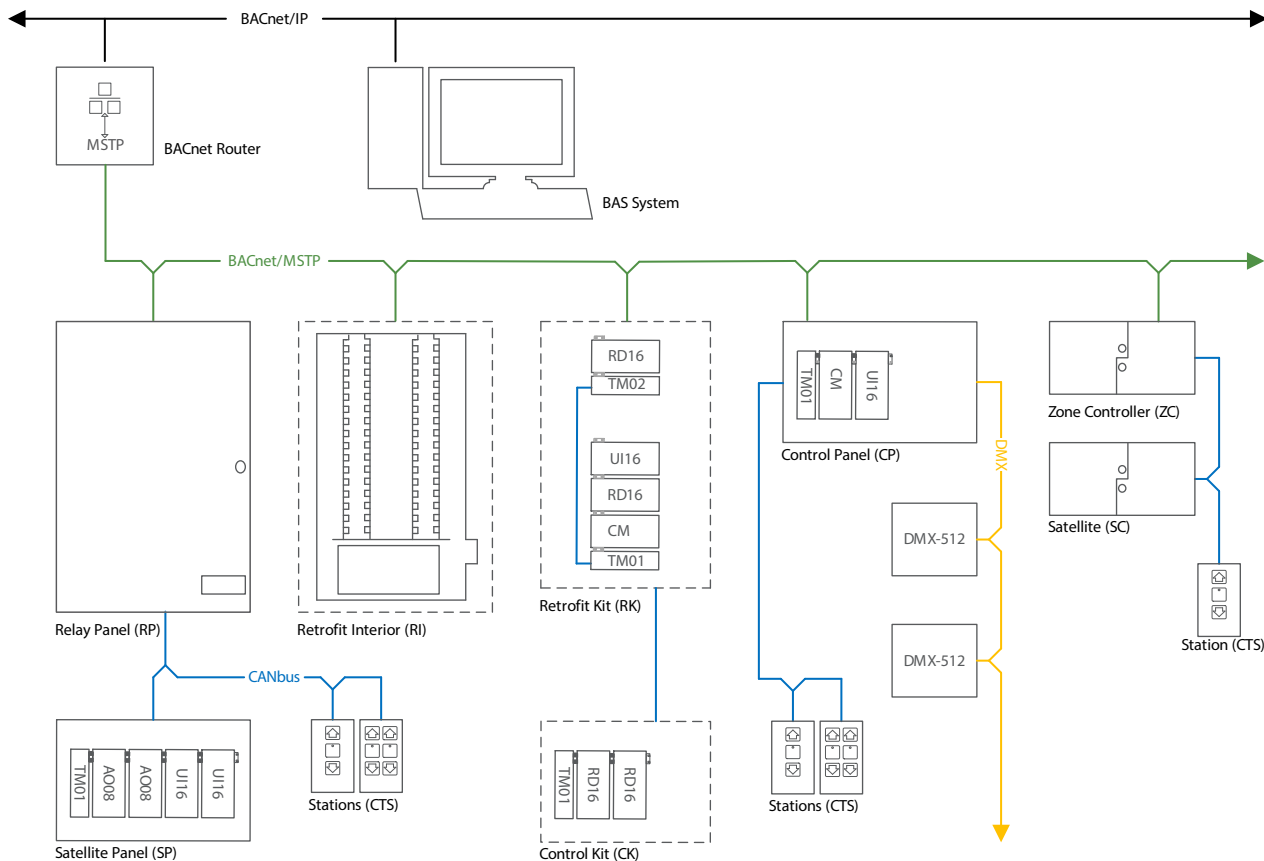 BACnet/IP
MSTP
BACnet Router
BAS System
BACnet/MSTP
RD16
TM02
UI16
RD16
CM
TM01
TM01
CM
UI16
Control Panel (CP)
Zone Controller (ZC)
DMX
DMX-512
Satellite (SC)
Retrofit Kit (RK)
Relay Panel (RP)
Retrofit Interior (RI)
Station (CTS)
DMX-512
CANbus
TM01
AO08
AO08
UI16
UI16
Stations (CTS)
TM01
RD16
RD16
Stations (CTS)
Satellite Panel (SP)
Control Kit (CK)